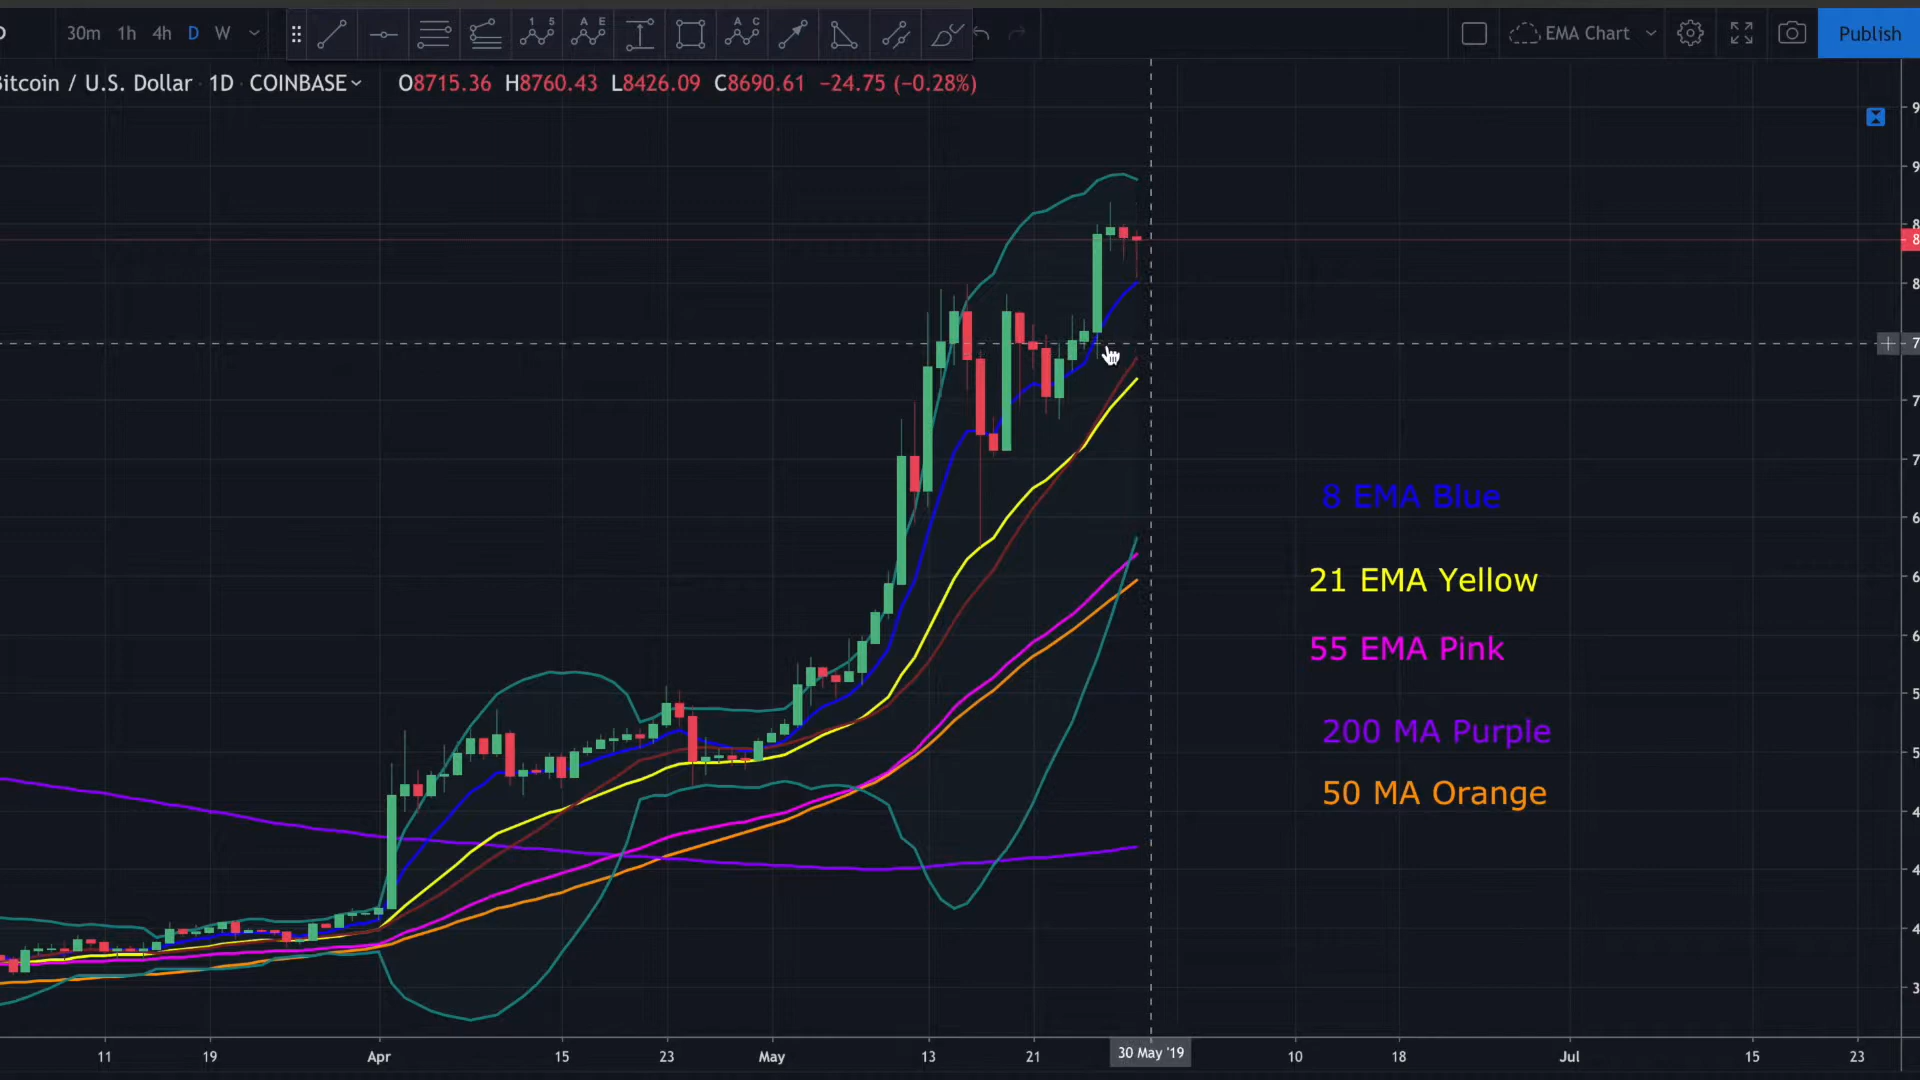 30m 1h 4h D W
1 5
A E
A C
EMA Chart
Publish
itcoin / U.S. Dollar 1D COINBASE O8715.36 H8760.43 L8426.09 C8690.61 −24.75 (−0.28%)
8 EMA Blue
21 EMA Yellow
55 EMA Pink
200 MA Purple
50 MA Orange
11 19 Apr 15 23 May 13 21 30 May '19 10 18 Jul 15 23